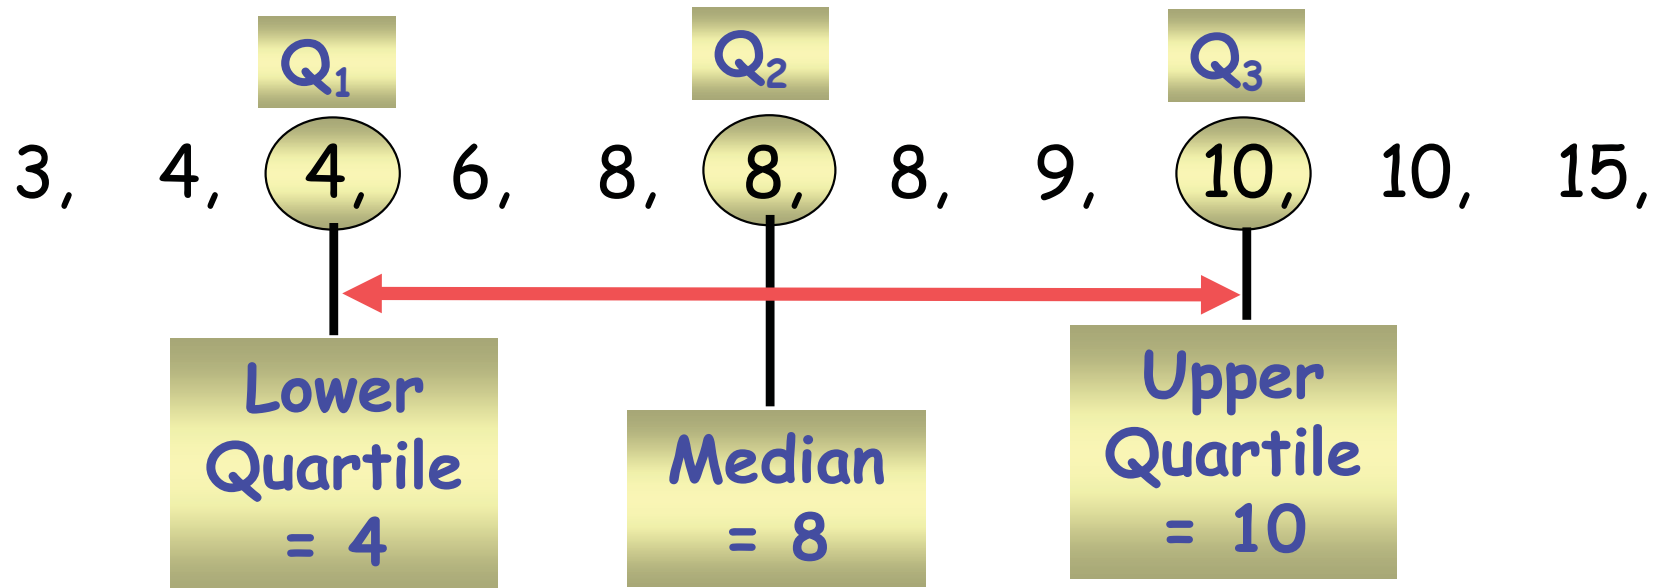 Q1 Q2 Q3
3, 4, 4, 6, 8, 8, 8, 9, 10, 10, 15,
Lower
Quartile
= 4
Median
= 8
Upper
Quartile
= 10